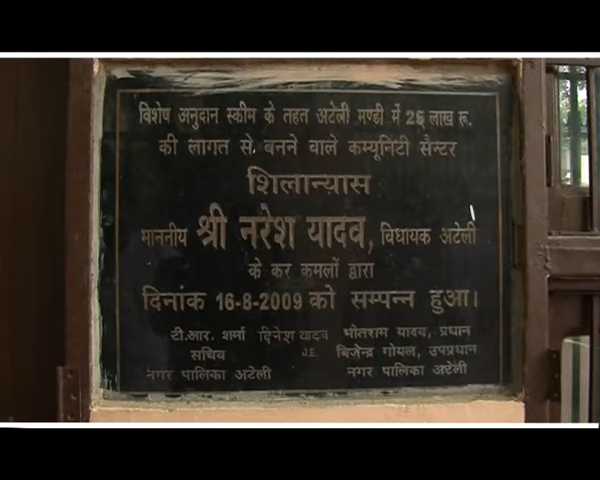 विशेष अनुदान स्कीम के तहत अटेली मण्डी में 25 लाख रू.
की लागत से बनने वाले कम्यूनिटी सैन्टर
शिलान्यास
माननीय श्री नरेश यादव, विधायक अटेली
के कर कमलों द्वारा
दिनांक 16-8-2009 को सम्पन्न हुआ।
टी.आर. शर्मा दिनेश यादव भोतराम यादव, प्रधान
सचिव J.E. बिजेन्द्र गोयल, उपप्रधान
नगर पालिका अटेली नगर पालिका अटेली